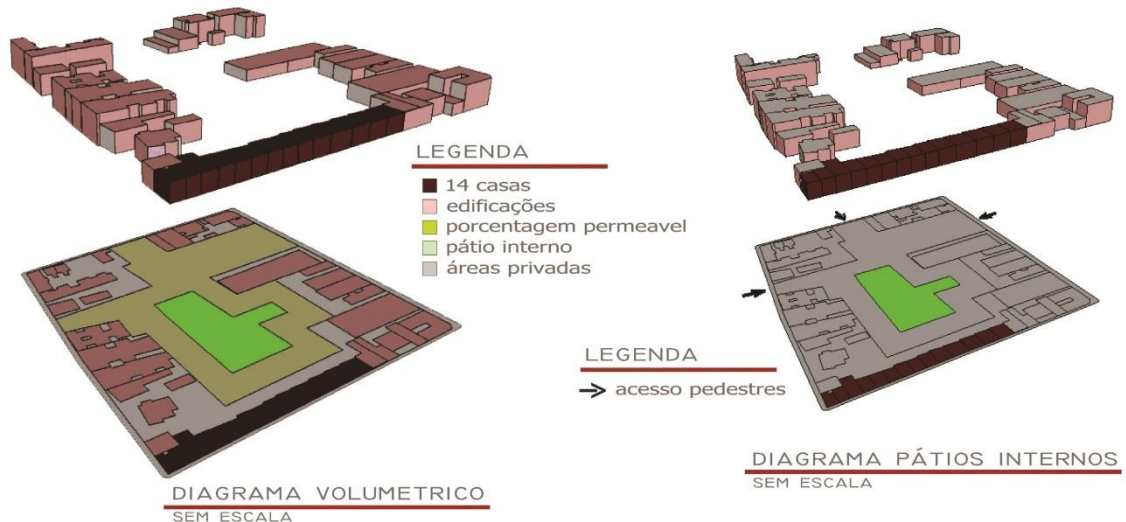 LEGENDA
14 casas
edificações
porcentagem permeavel
pátio interno
áreas privadas
DIAGRAMA VOLUMETRICO
SEM ESCALA
LEGENDA
acesso pedestres
DIAGRAMA PÁTIOS INTERNOS
SEM ESCALA